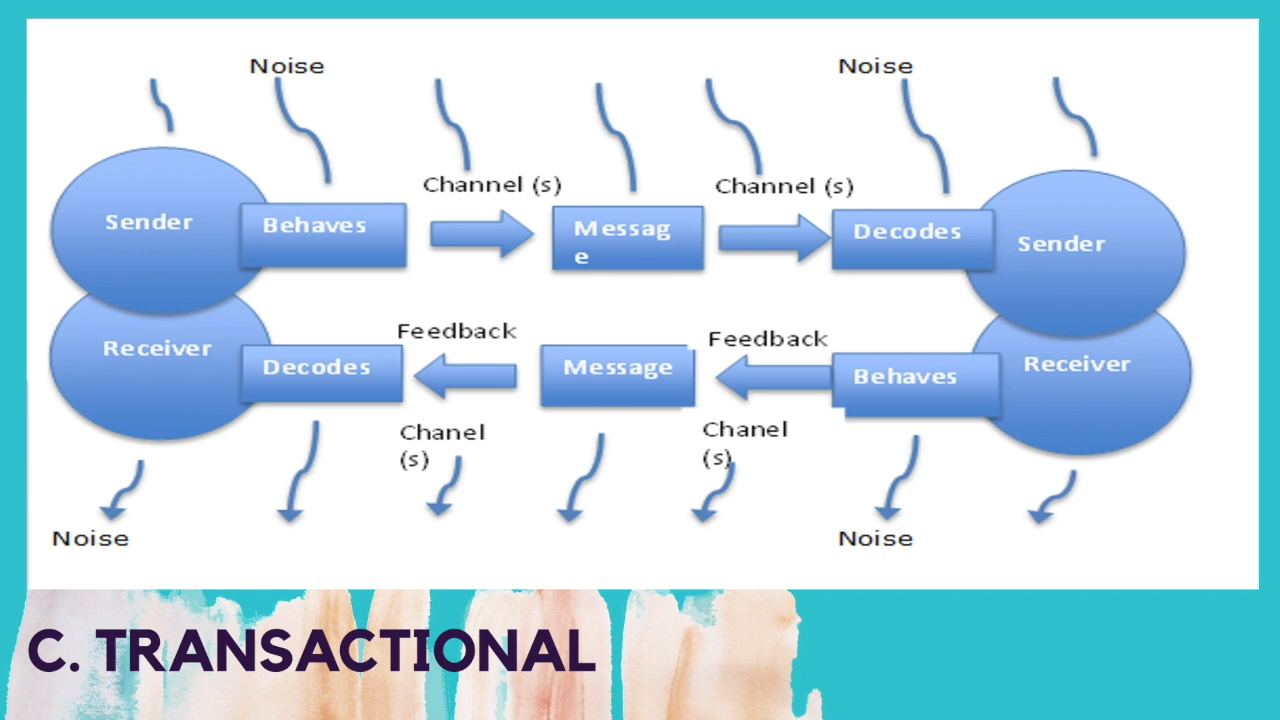 Noise
Noise
Channel (s)
Channel (s)
Sender
Behaves
Messag
e
Decodes
Sender
Feedback
Feedback
Receiver
Decodes
Message
Behaves
Receiver
Chanel
(s)
Chanel
(s)
Noise
Noise
C. TRANSACTIONAL